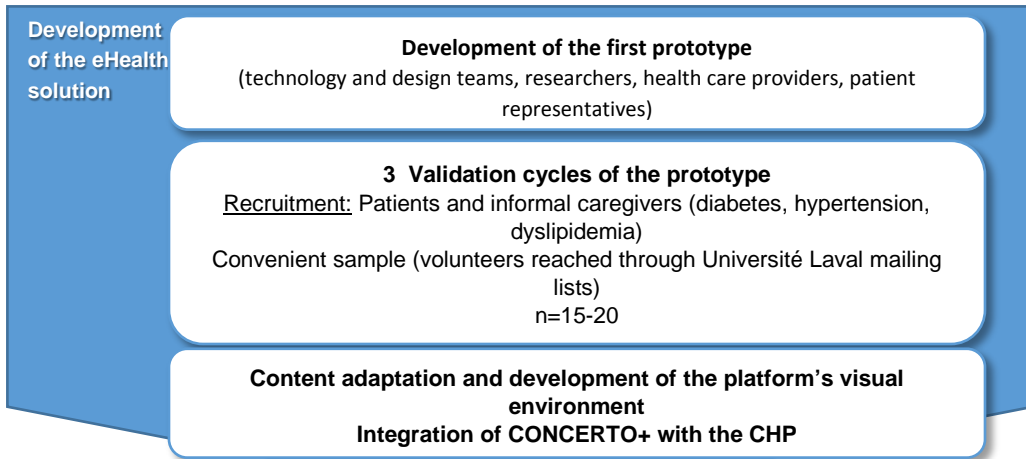 Development
of the eHealth
solution
Development of the first prototype
(technology and design teams, researchers, health care providers, patient
representatives)
3 Validation cycles of the prototype
Recruitment: Patients and informal caregivers (diabetes, hypertension,
dyslipidemia)
Convenient sample (volunteers reached through Université Laval mailing
lists)
n=15-20
Content adaptation and development of the platform’s visual
environment
Integration of CONCERTO+ with the CHP